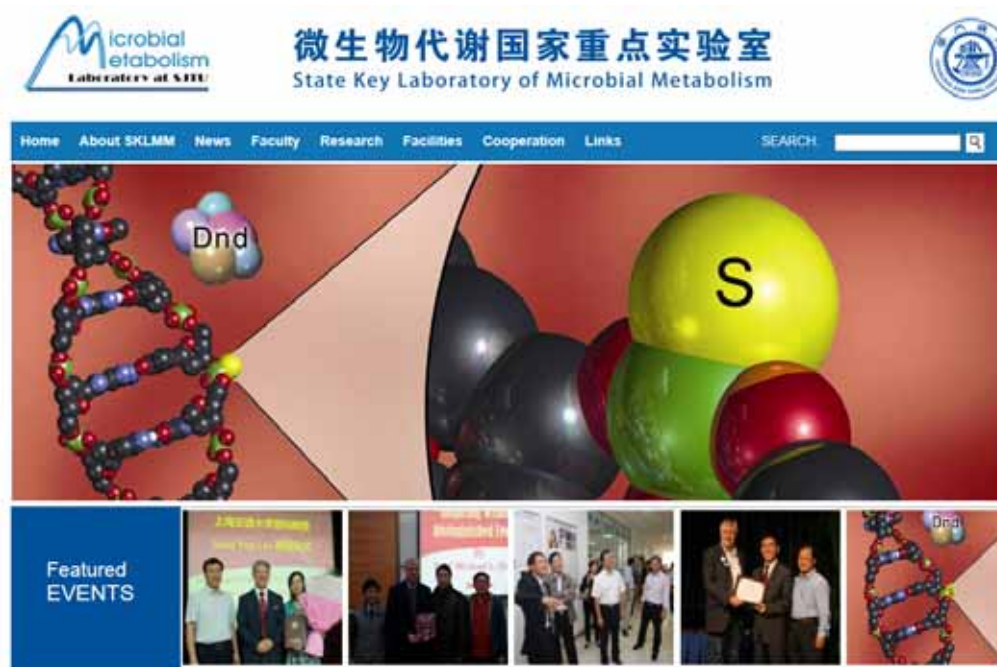 Microbial
Metabolism
Laboratory at SJTU
微生物代谢国家重点实验室
State Key Laboratory of Microbial Metabolism
Home About SKLMM News Faculty Research Facilities Cooperation Links SEARCH:
Dnd
S
Featured
EVENTS
Dnd